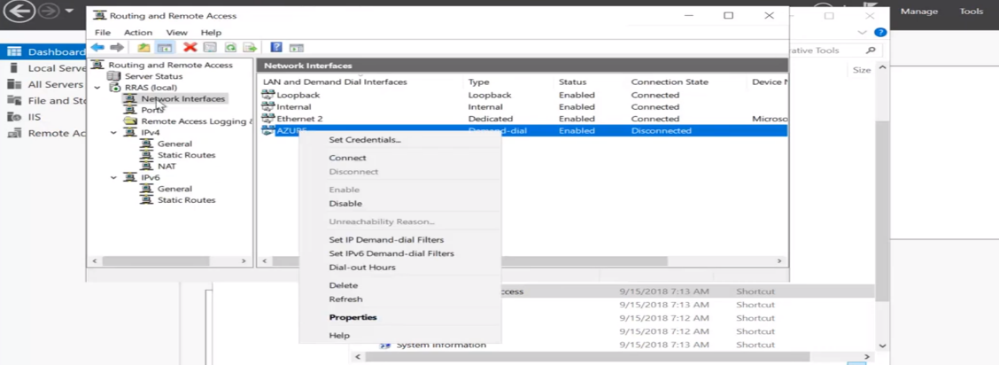 Routing and Remote Access
Manage Tools
File Action View Help
Dashboard
Local Serve
All Servers
File and Sto
IIS
Remote Ac
Routing and Remote Access
Server Status
RRAS (local)
Network Interfaces
Ports
Remote Access Logging &
IPv4
General
Static Routes
NAT
IPv6
General
Static Routes
Network Interfaces
LAN and Demand Dial Interfaces Type Status Connection State Device N
Loopback Loopback Enabled Connected
Internal Internal Enabled Connected
Ethernet 2 Dedicated Enabled Connected Microso
AZURE Demand-dial Enabled Disconnected
Set Credentials...
Connect
Disconnect
Enable
Disable
Unreachability Reason...
Set IP Demand-dial Filters
Set IPv6 Demand-dial Filters
Dial-out Hours
Delete
Refresh
Properties
Help
rative Tools
Size
ccess 9/15/2018 7:13 AM Shortcut
9/15/2018 7:13 AM Shortcut
9/15/2018 7:12 AM Shortcut
9/15/2018 7:12 AM Shortcut
System Information 9/15/2018 7:13 AM Shortcut